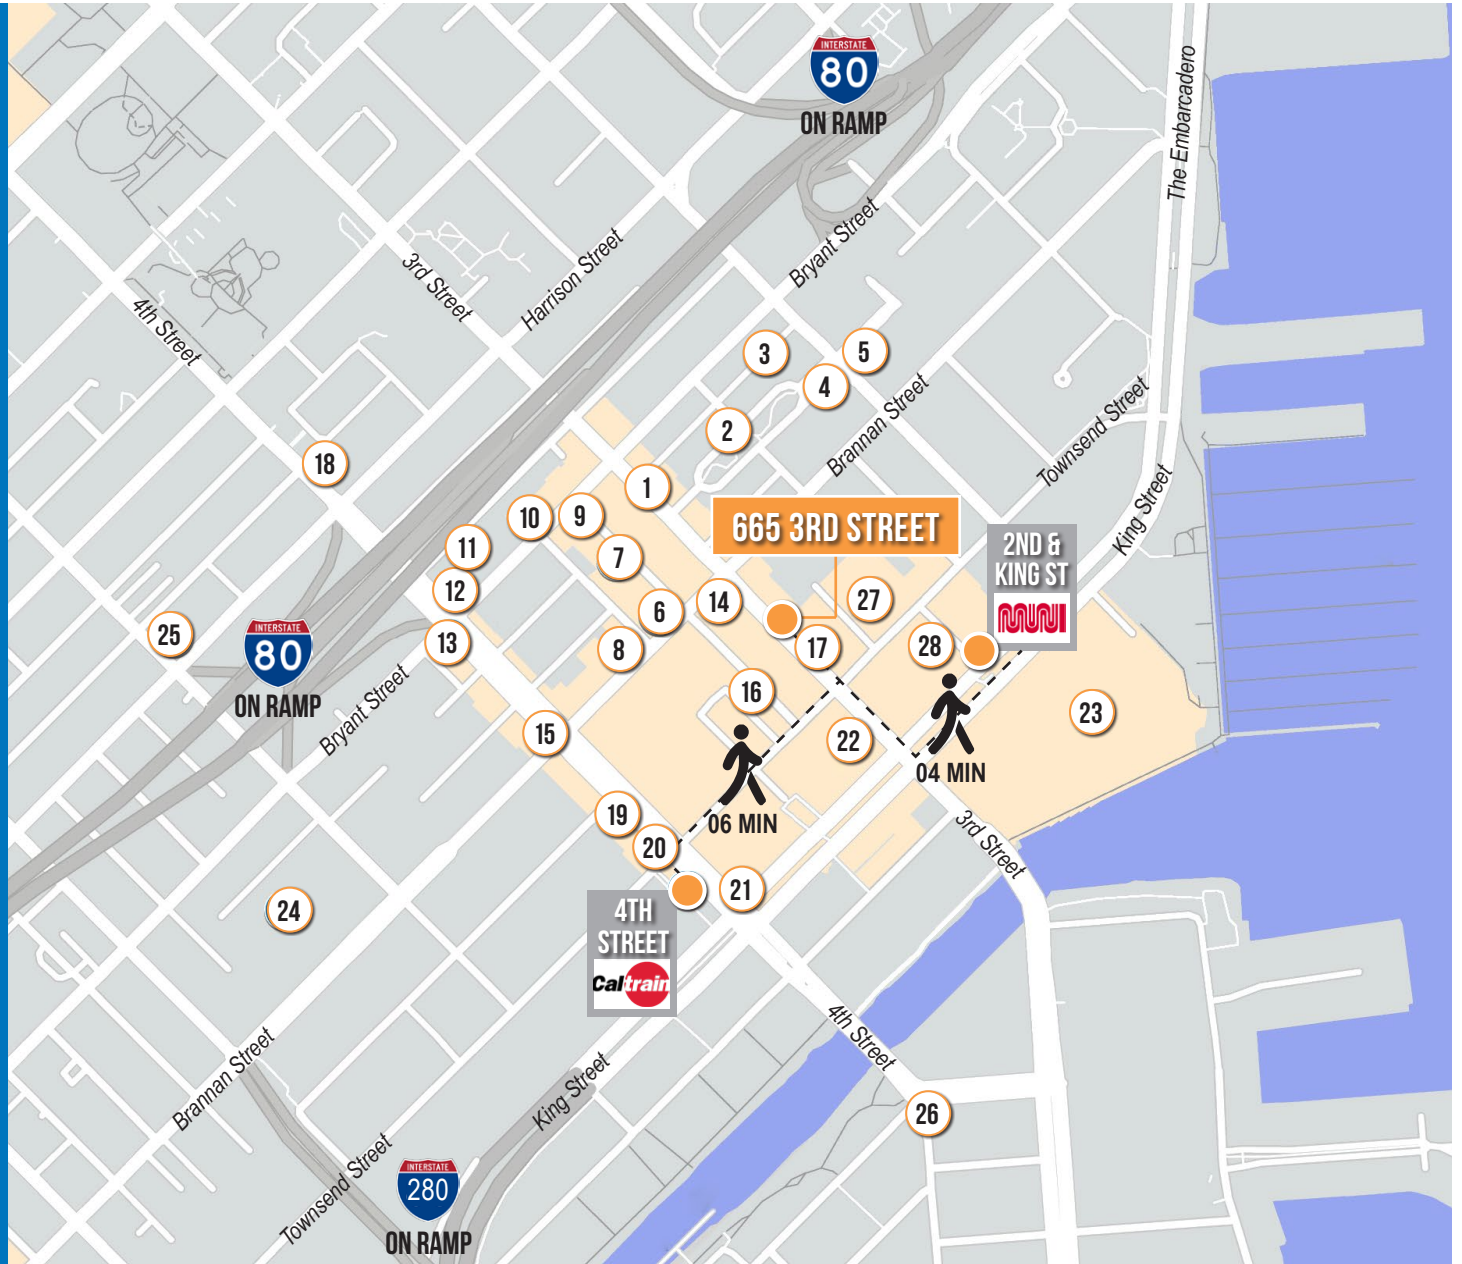 INTERSTATE
80
ON RAMP
The Embarcadero
Bryant Street
Harrison Street
3rd Street
4th Street
3
5
4
2
Brannan Street
Townsend Street
King Street
18
1
10
9
11
7
12
665 3RD STREET
2ND &
KING ST
MUNI
6
14
27
25
13
8
17
28
INTERSTATE
80
ON RAMP
Bryant Street
16
15
22
23
04 MIN
06 MIN
19
20
21
3rd Street
24
4TH
STREET
Caltrain
4th Street
Brannan Street
King Street
26
Townsend Street
INTERSTATE
280
ON RAMP